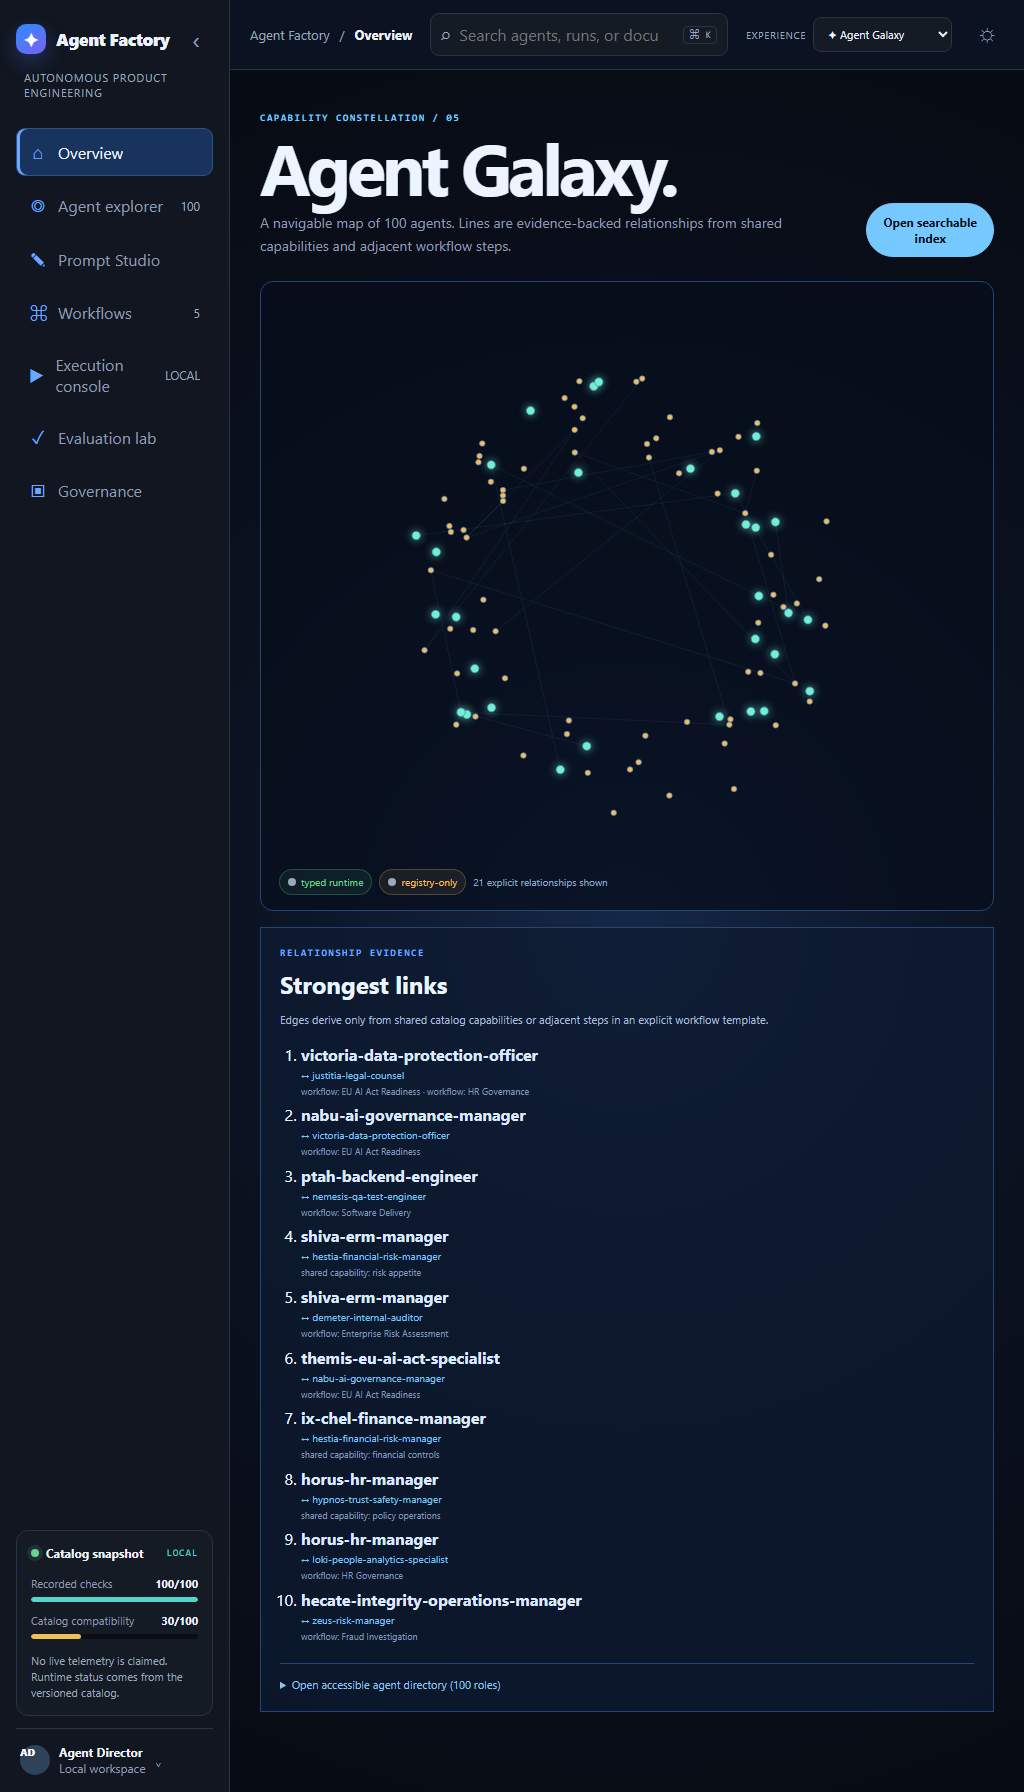 Agent Factory
AUTONOMOUS PRODUCT
ENGINEERING
Overview
Agent explorer 100
Prompt Studio
Workflows 5
Execution
console
LOCAL
Evaluation lab
Governance
Catalog snapshot LOCAL
Recorded checks 100/100
Catalog compatibility 30/100
No live telemetry is claimed.
Runtime status comes from the
versioned catalog.
AD
Agent Director
Local workspace
Agent Factory / Overview
Search agents, runs, or docu
⌘ K
EXPERIENCE
✦ Agent Galaxy
CAPABILITY CONSTELLATION / 05
Agent Galaxy.
A navigable map of 100 agents. Lines are evidence-backed relationships from shared
capabilities and adjacent workflow steps.
Open searchable
index
typed runtime
registry-only
21 explicit relationships shown
RELATIONSHIP EVIDENCE
Strongest links
Edges derive only from shared catalog capabilities or adjacent steps in an explicit workflow template.
1. victoria-data-protection-officer
↔ justitia-legal-counsel
workflow: EU AI Act Readiness · workflow: HR Governance
2. nabu-ai-governance-manager
↔ victoria-data-protection-officer
workflow: EU AI Act Readiness
3. ptah-backend-engineer
↔ nemesis-qa-test-engineer
workflow: Software Delivery
4. shiva-erm-manager
↔ hestia-financial-risk-manager
shared capability: risk appetite
5. shiva-erm-manager
↔ demeter-internal-auditor
workflow: Enterprise Risk Assessment
6. themis-eu-ai-act-specialist
↔ nabu-ai-governance-manager
workflow: EU AI Act Readiness
7. ix-chel-finance-manager
↔ hestia-financial-risk-manager
shared capability: financial controls
8. horus-hr-manager
↔ hypnos-trust-safety-manager
shared capability: policy operations
9. horus-hr-manager
↔ loki-people-analytics-specialist
workflow: HR Governance
10. hecate-integrity-operations-manager
↔ zeus-risk-manager
workflow: Fraud Investigation
▶ Open accessible agent directory (100 roles)